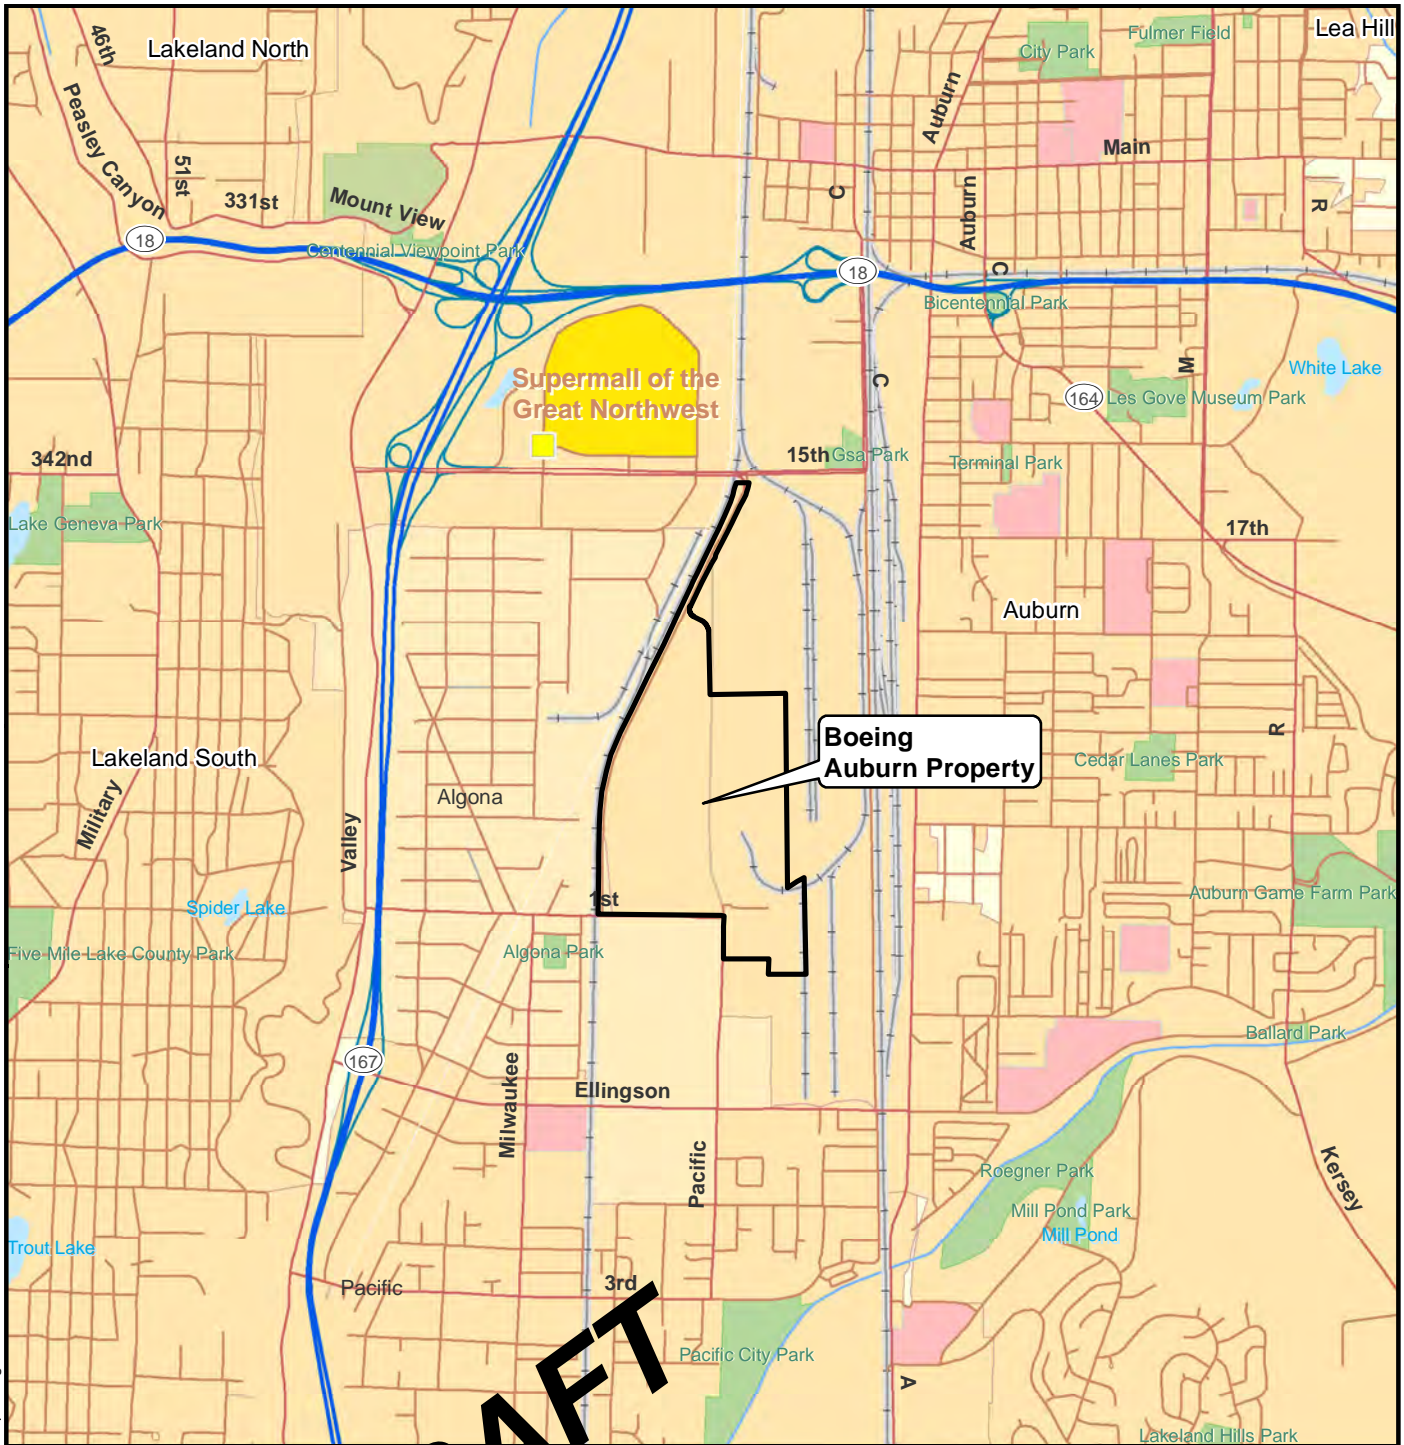 Lakeland North
46th
Fulmer Field
Lea Hill
City Park
Peasley Canyon
Auburn
Main
51st
331st
Mount View
C
Auburn
R
18
Centennial Viewpoint Park
18
C
Bicentennial Park
Supermall of the
Great Northwest
C
M
White Lake
164
Les Gove Museum Park
342nd
15th
Gsa Park
Terminal Park
Lake Geneva Park
17th
Auburn
Lakeland South
Boeing
Auburn Property
R
Cedar Lanes Park
Military
Algona
Valley
1st
Spider Lake
Auburn Game Farm Park
Five Mile Lake County Park
Algona Park
Ballard Park
167
Milwaukee
Ellingson
Pacific
Roegner Park
Kersey
Mill Pond Park
Mill Pond
Trout Lake
Pacific
3rd
Pacific City Park
A
Lakeland Hills Park
AFT